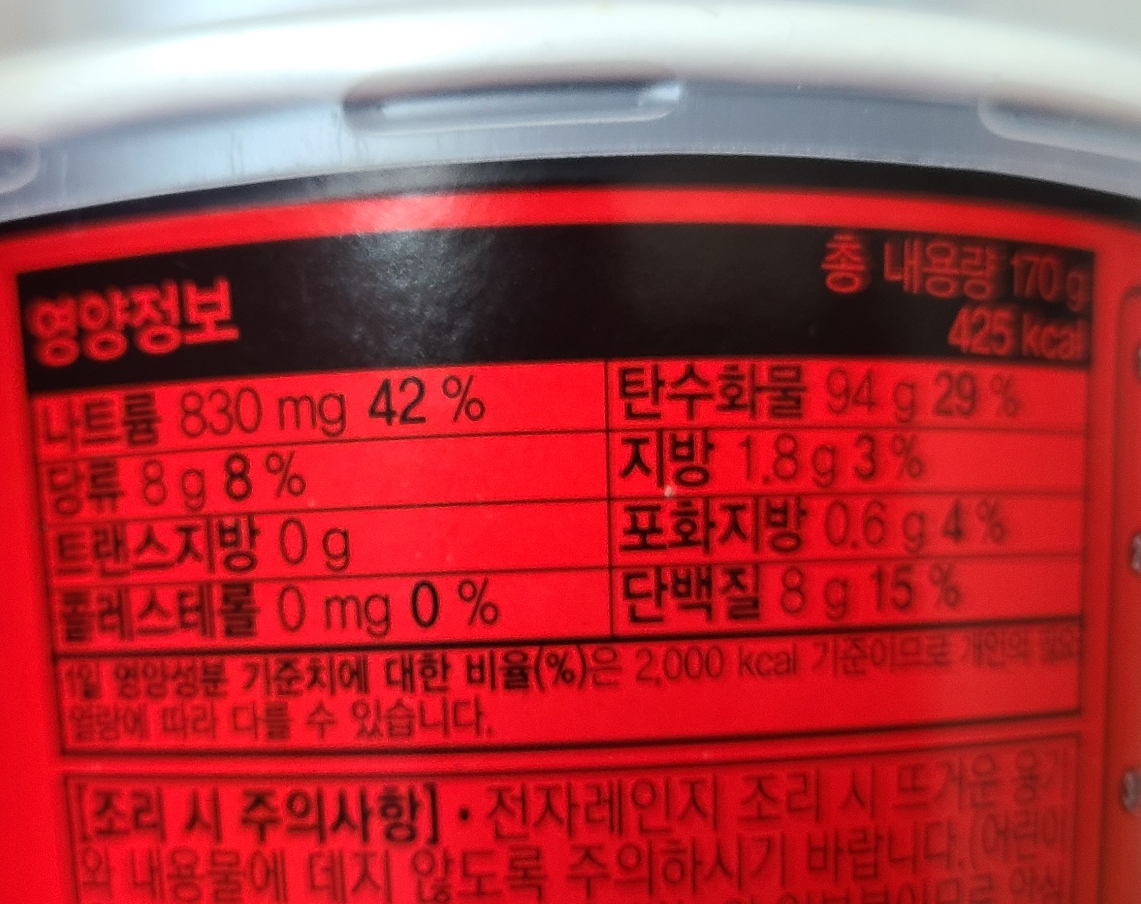 총 내용량 170 g
영양정보
425 kcal
나트륨 830 mg 42 % 탄수화물 94 g 29 %
당류 8 g 8 % 지방 1.8 g 3 %
트랜스지방 0 g 포화지방 0.6 g 4 %
콜레스테롤 0 mg 0 % 단백질 8 g 15 %
1일 영양성분 기준치에 대한 비율(%)은 2,000 kcal 기준이므로 개인의 필요
열량에 따라 다를 수 있습니다.
[조리 시 주의사항] • 전자레인지 조리 시 뜨거운 용기
와 내용물에 데지 않도록 주의하시기 바랍니다.(어린이